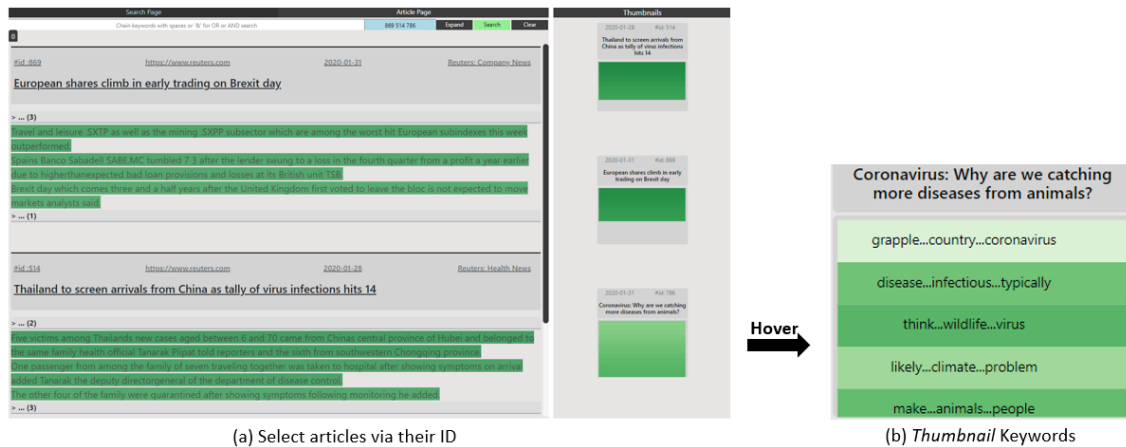 Search Page
Article Page
Chain keywords with spaces or '&' for OR or AND search
869 514 786
Expand
Search
Clear
0
#id :869
https://www.reuters.com
2020-01-31
Reuters: Company News
European shares climb in early trading on Brexit day
> ... (3)
Travel and leisure .SXTP as well as the mining .SXPP subsector which are among the worst hit European subindexes this week
outperformed.
Spains Banco Sabadell SABE.MC tumbled 7 3 after the lender swung to a loss in the fourth quarter from a profit a year earlier
due to higherthanexpected bad loan provisions and losses at its British unit TSB.
Brexit day which comes three and a half years after the United Kingdom first voted to leave the bloc is not expected to move
markets analysts said.
> ... (1)
#id :514
https://www.reuters.com
2020-01-28
Reuters: Health News
Thailand to screen arrivals from China as tally of virus infections hits 14
> ... (2)
Five victims among Thailands new cases aged between 6 and 70 came from Chinas central province of Hubei and belonged to
the same family health official Tanarak Plipat told reporters and the sixth from southwestern Chongqing province.
One passenger from among the family of seven traveling together was taken to hospital after showing symptoms on arrival
added Tanarak the deputy directorgeneral of the department of disease control.
The other four of the family were quarantined after showing symptoms following monitoring he added.
> ... (3)
Thumbnails
2020-01-28 #id: 514
Thailand to screen arrivals from
China as tally of virus infections
hits 14
2020-01-31 #id: 869
European shares climb in early
trading on Brexit day
2020-01-31 #id: 786
Coronavirus: Why are we catching
more diseases from animals?
Hover
Coronavirus: Why are we catching
more diseases from animals?
grapple...country...coronavirus
disease...infectious...typically
think...wildlife...virus
likely...climate...problem
make...animals...people
(a) Select articles via their ID
(b) Thumbnail Keywords